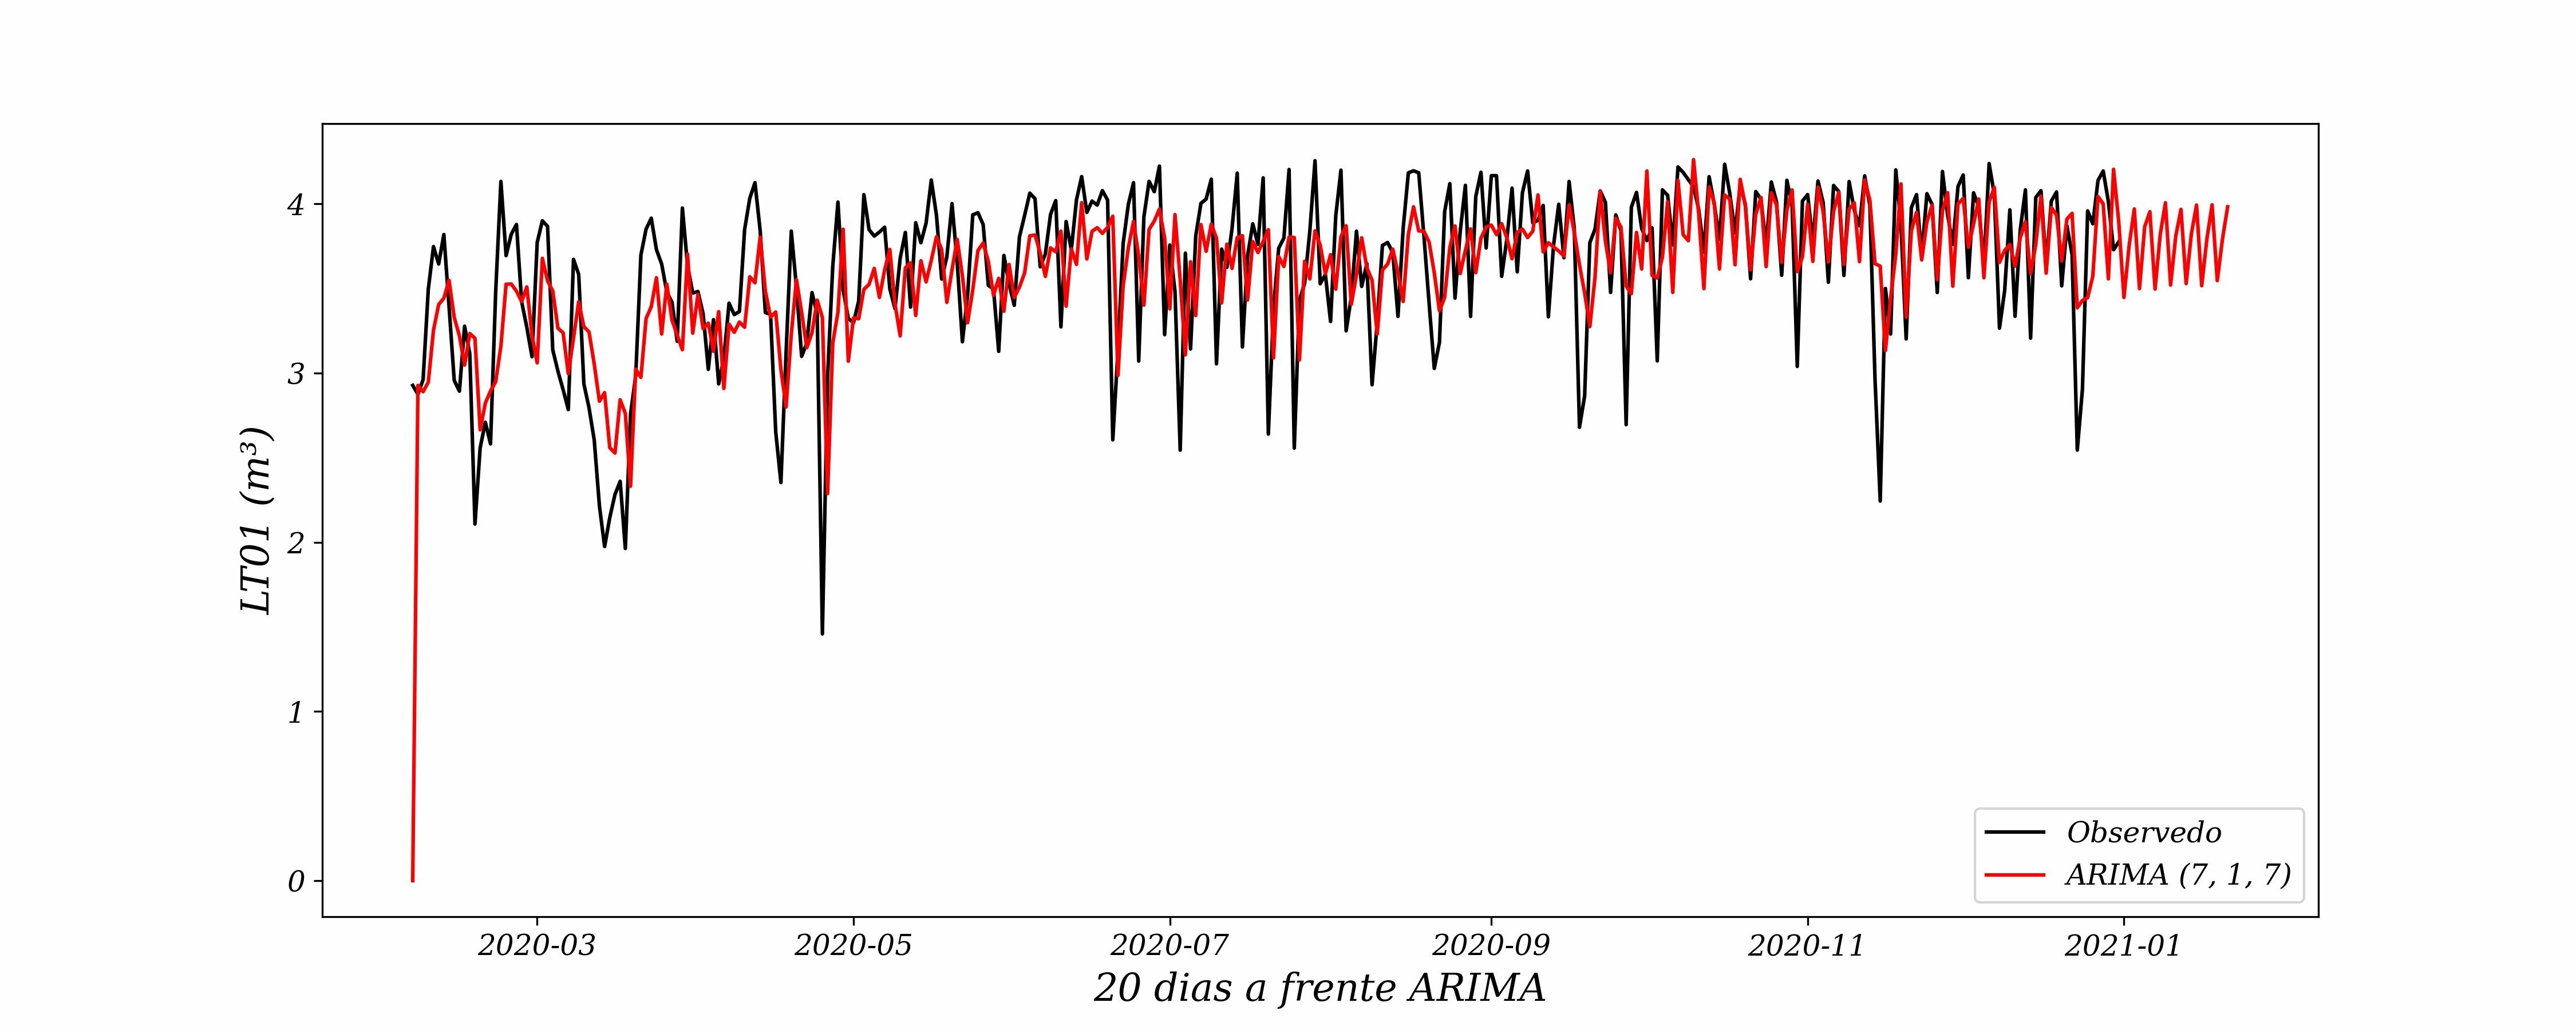 LT01 (m³)
4
3
2
1
0
Observedo
ARIMA (7, 1, 7)
2020-03 2020-05 2020-07 2020-09 2020-11 2021-01
20 dias a frente ARIMA